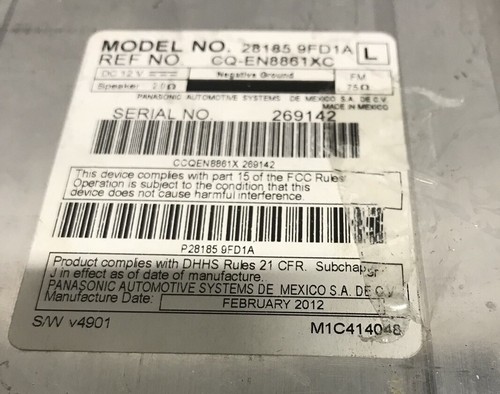 MODEL NO. 28185 9FD1A L
REF NO. CQ-EN8861XC
DC 12 V Negative Ground FM
Speaker 75Ω
PANASONIC AUTOMOTIVE SYSTEMS DE MEXICO S.A. DE C.V.
MADE IN MEXICO
SERIAL NO. 269142
CCQEN8861X 269142
This device complies with part 15 of the FCC Rules
Operation is subject to the condition that this
device does not cause harmful interference.
P28185 9FD1A
Product complies with DHHS Rules 21 CFR. Subchapter
J in effect as of date of manufacture.
PANASONIC AUTOMOTIVE SYSTEMS DE MEXICO S.A. DE C.V.
Manufacture Date: FEBRUARY 2012
S/W v4901 M1C414048